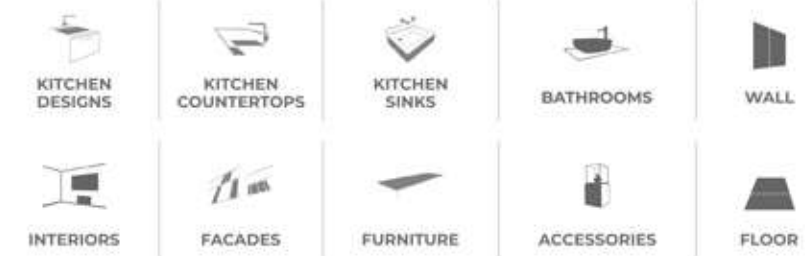 KITCHEN
DESIGNS
KITCHEN
COUNTERTOPS
KITCHEN
SINKS
BATHROOMS
WALL
INTERIORS
FACADES
FURNITURE
ACCESSORIES
FLOOR